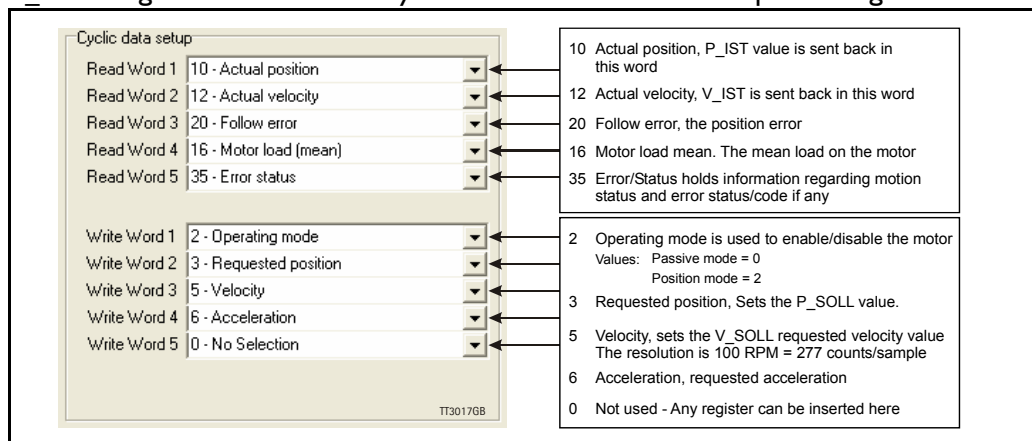 Cyclic data setup
Read Word 1 10 - Actual position
Read Word 2 12 - Actual velocity
Read Word 3 20 - Follow error
Read Word 4 16 - Motor load (mean)
Read Word 5 35 - Error status
Write Word 1 2 - Operating mode
Write Word 2 3 - Requested position
Write Word 3 5 - Velocity
Write Word 4 6 - Acceleration
Write Word 5 0 - No Selection
TT3017GB
10 Actual position, P_IST value is sent back in
this word
12 Actual velocity, V_IST is sent back in this word
20 Follow error, the position error
16 Motor load mean. The mean load on the motor
35 Error/Status holds information regarding motion
status and error status/code if any
2 Operating mode is used to enable/disable the motor
Values: Passive mode = 0
Position mode = 2
3 Requested position, Sets the P_SOLL value.
5 Velocity, sets the V_SOLL requested velocity value
The resolution is 100 RPM = 277 counts/sample
6 Acceleration, requested acceleration
0 Not used - Any register can be inserted here